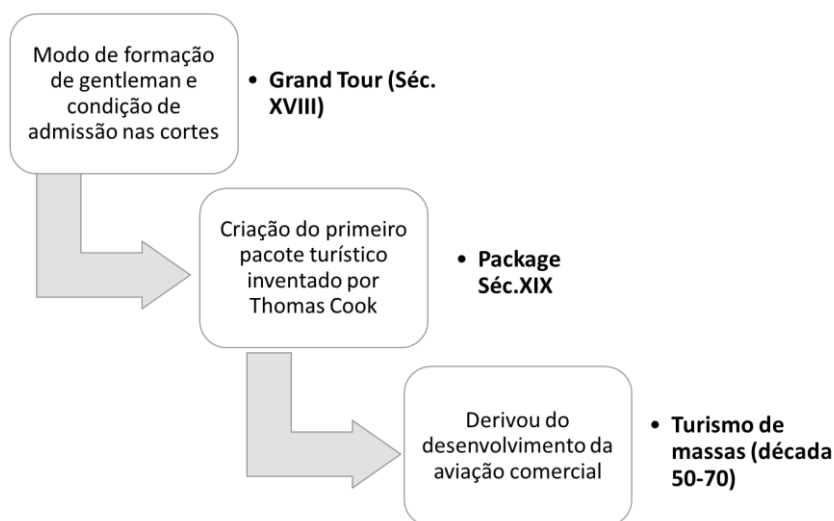 Modo de formação
de gentleman e
condição de
admissão nas cortes
• Grand Tour (Séc.
XVIII)
Criação do primeiro
pacote turístico
inventado por
Thomas Cook
• Package
Séc.XIX
Derivou do
desenvolvimento da
aviação comercial
• Turismo de
massas (década
50-70)